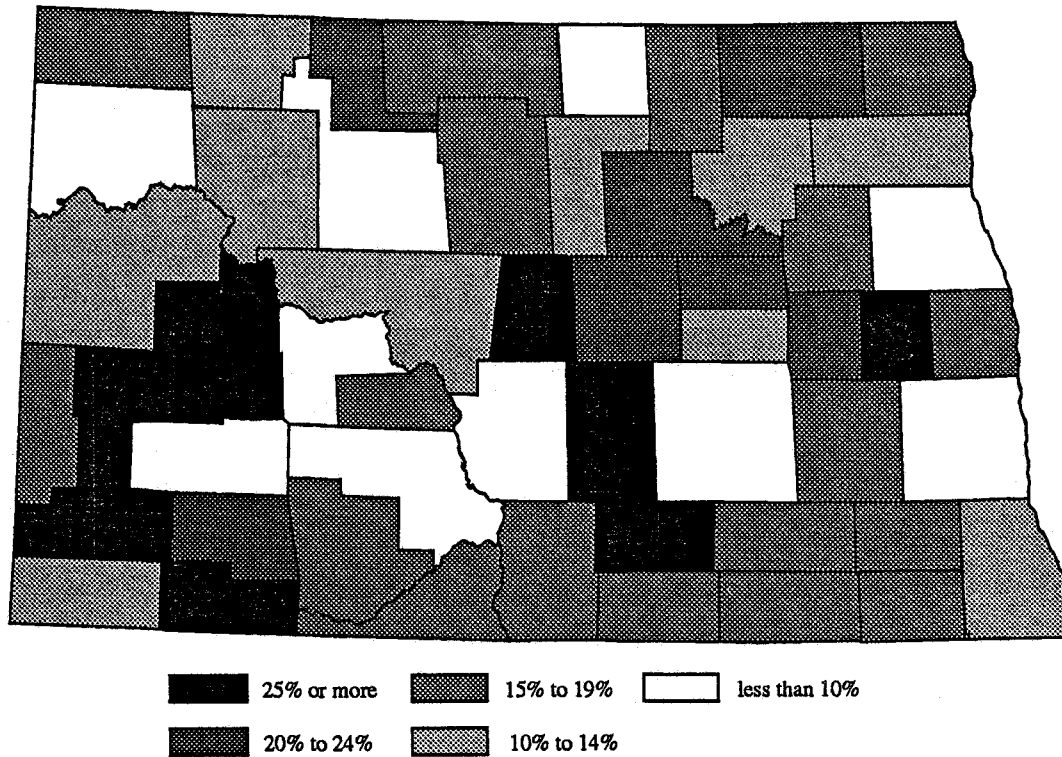 25% or more 15% to 19% less than 10%
20% to 24% 10% to 14%